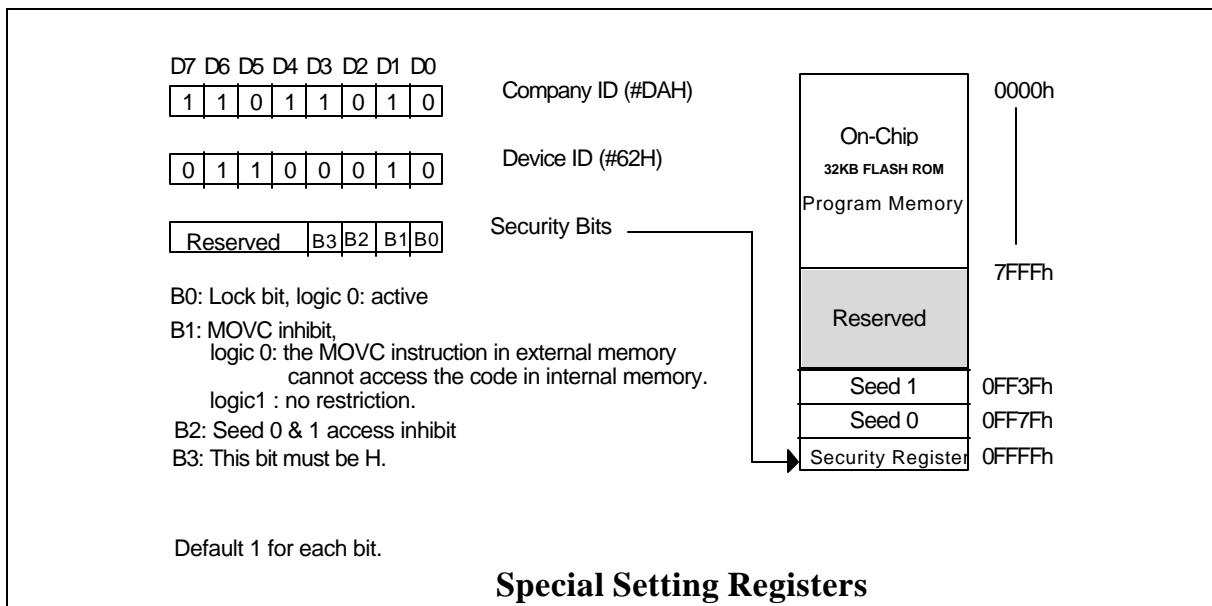 D7 D6 D5 D4 D3 D2 D1 D0
1 1 0 1 1 0 1 0
Company ID (#DAH)
0 1 1 0 0 0 1 0
Device ID (#62H)
Reserved B3 B2 B1 B0
Security Bits
B0: Lock bit, logic 0: active
B1: MOVC inhibit,
logic 0: the MOVC instruction in external memory
cannot access the code in internal memory.
logic1 : no restriction.
B2: Seed 0 & 1 access inhibit
B3: This bit must be H.
Default 1 for each bit.
On-Chip
32KB FLASH ROM
Program Memory
0000h
7FFFh
Reserved
Seed 1 0FF3Fh
Seed 0 0FF7Fh
Security Register 0FFFFh
Special Setting Registers